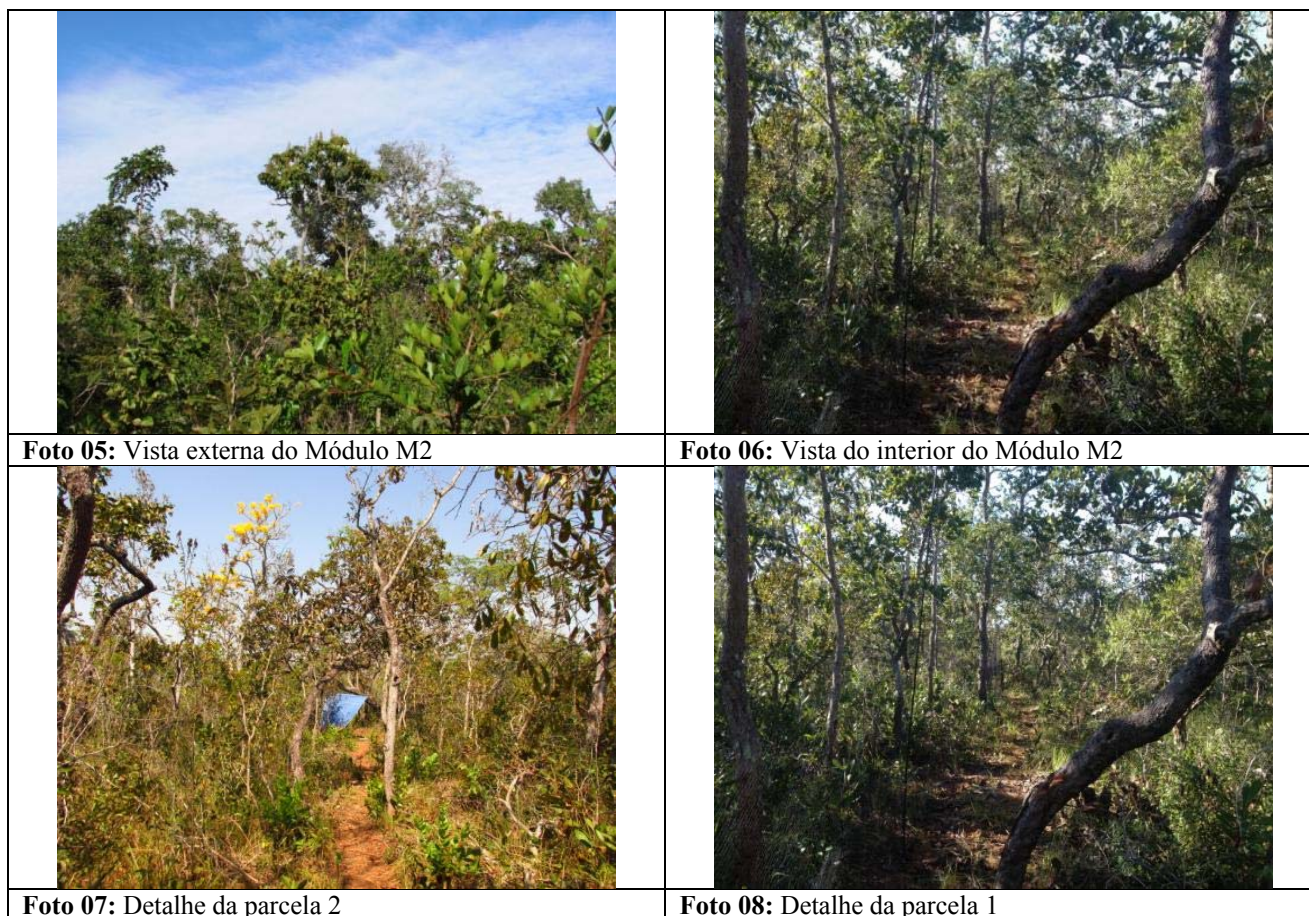 Foto 05: Vista externa do Módulo M2
Foto 06: Vista do interior do Módulo M2
Foto 07: Detalhe da parcela 2
Foto 08: Detalhe da parcela 1